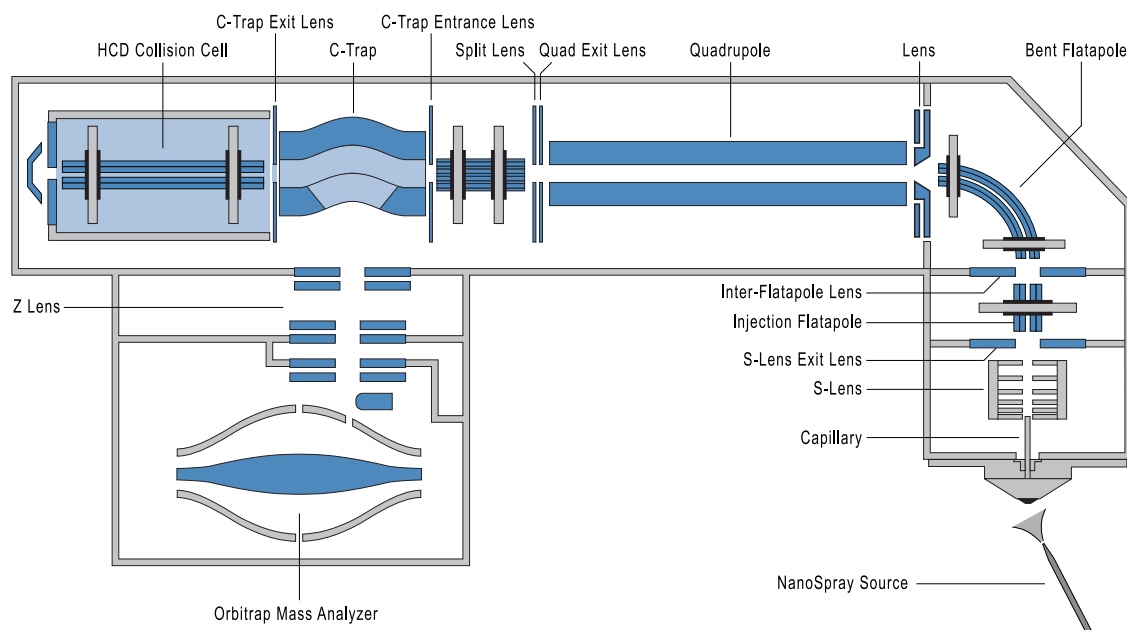 C-Trap Exit Lens
C-Trap Entrance Lens
HCD Collision Cell
C-Trap
Split Lens
Quad Exit Lens
Quadrupole
Lens
Bent Flatapole
Z Lens
Inter-Flatapole Lens
Injection Flatapole
S-Lens Exit Lens
S-Lens
Capillary
NanoSpray Source
Orbitrap Mass Analyzer